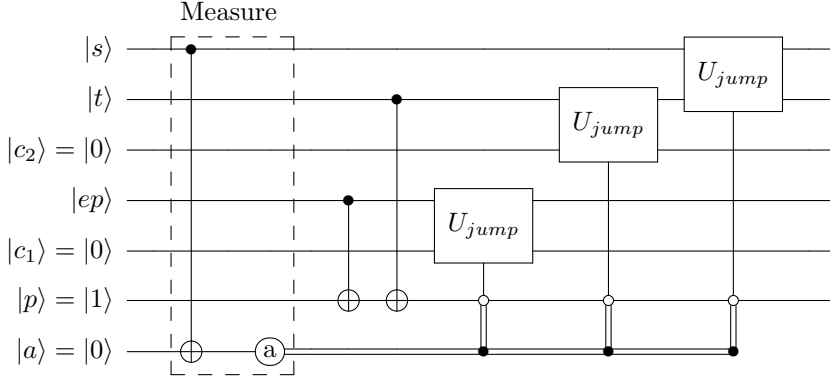 Measure
|s⟩
U_jump
|t⟩
U_jump
|c₂⟩ = |0⟩
|ep⟩
U_jump
|c₁⟩ = |0⟩
|p⟩ = |1⟩
|a⟩ = |0⟩
a